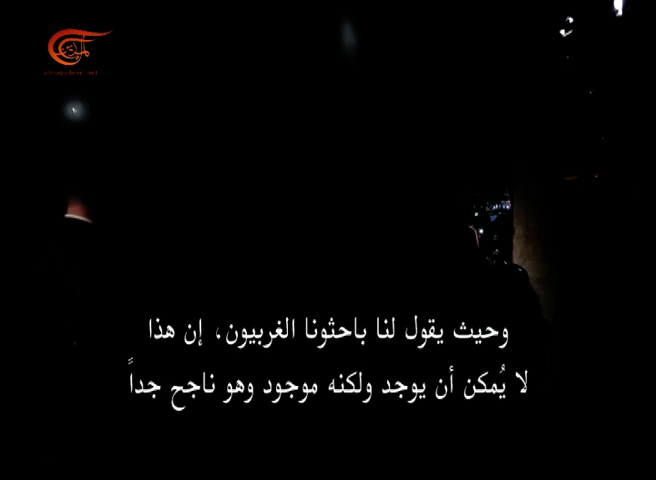 وحيث يقول لنا باحثونا الغربيون، إن هذا
لا يُمكن أن يوجد ولكنه موجود وهو ناجح جداً